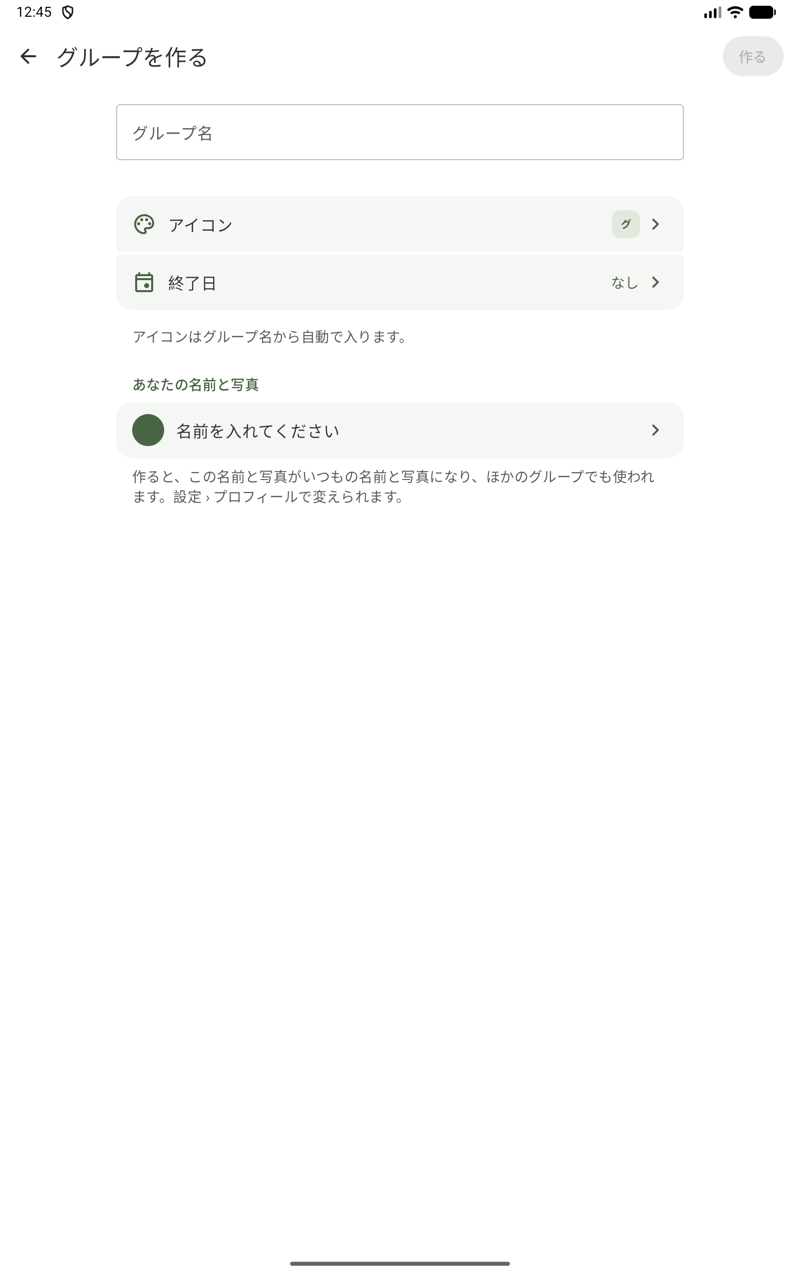 12:45
グループを作る
作る
グループ名
アイコン
グ
終了日
なし
アイコンはグループ名から自動で入ります。
あなたの名前と写真
名前を入れてください
作ると、この名前と写真がいつもの名前と写真になり、ほかのグループでも使われ
ます。設定 › プロフィールで変えられます。